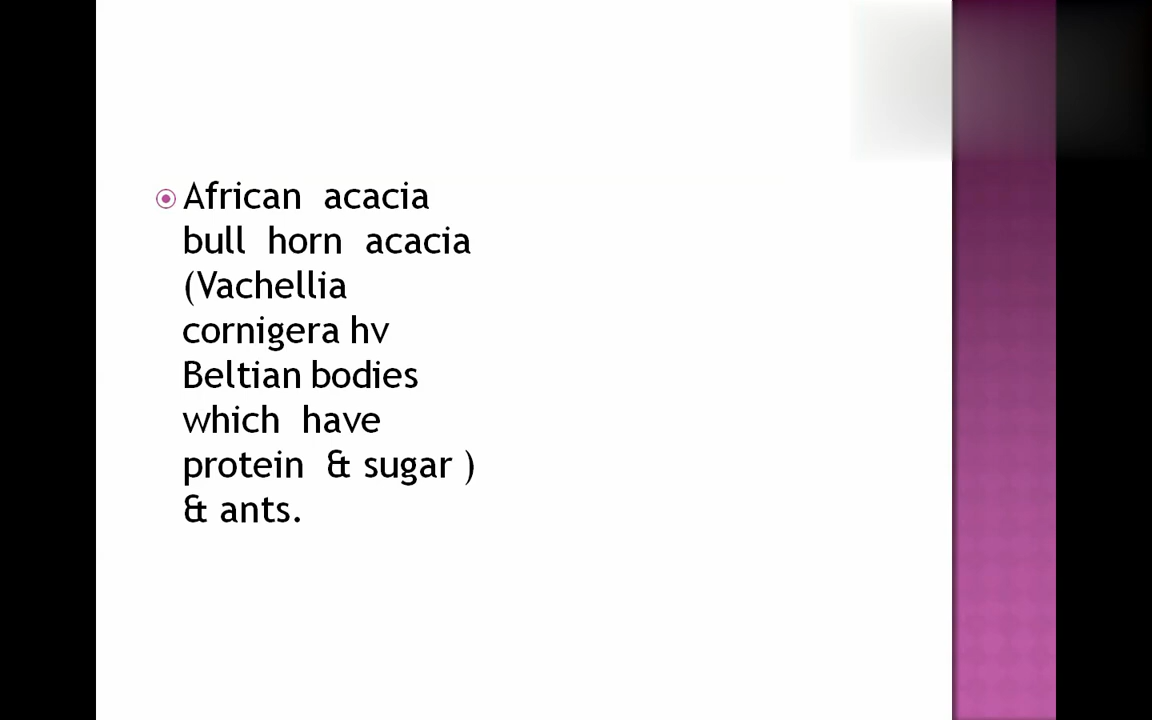 African acacia
bull horn acacia
(Vachellia
cornigera hv
Beltian bodies
which have
protein & sugar )
& ants.